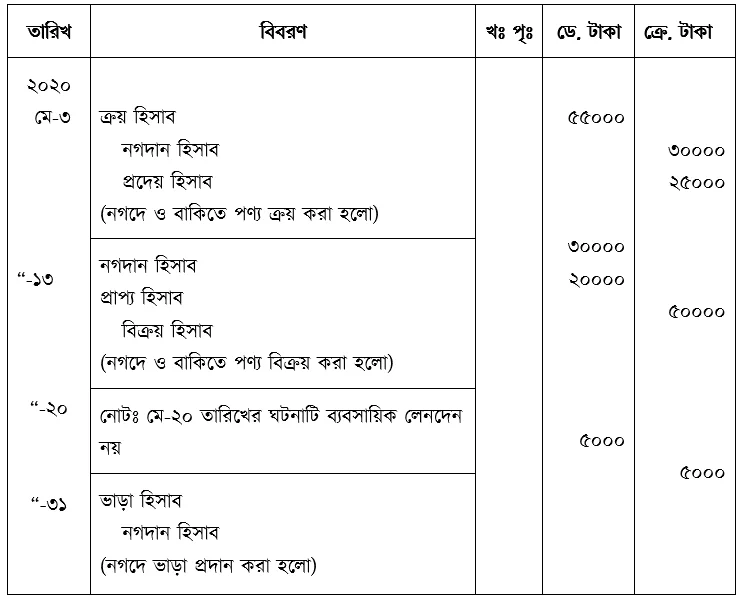 তারিখ বিবরণ খঃ পৃঃ ডে. টাকা ক্রে. টাকা
২০২০
মে-৩ ক্রয় হিসাব ৫৫০০০
নগদান হিসাব ৩০০০০
প্রদেয় হিসাব ২৫০০০
(নগদে ও বাকিতে পণ্য ক্রয় করা হলো)
৩০০০০
“-১৩ নগদান হিসাব
প্রাপ্য হিসাব ২০০০০
বিক্রয় হিসাব ৫০০০০
(নগদে ও বাকিতে পণ্য বিক্রয় করা হলো)
“-২০ নোটঃ মে-২০ তারিখের ঘটনাটি ব্যবসায়িক লেনদেন
নয় ৫০০০
৫০০০
“-৩১ ভাড়া হিসাব
নগদান হিসাব
(নগদে ভাড়া প্রদান করা হলো)